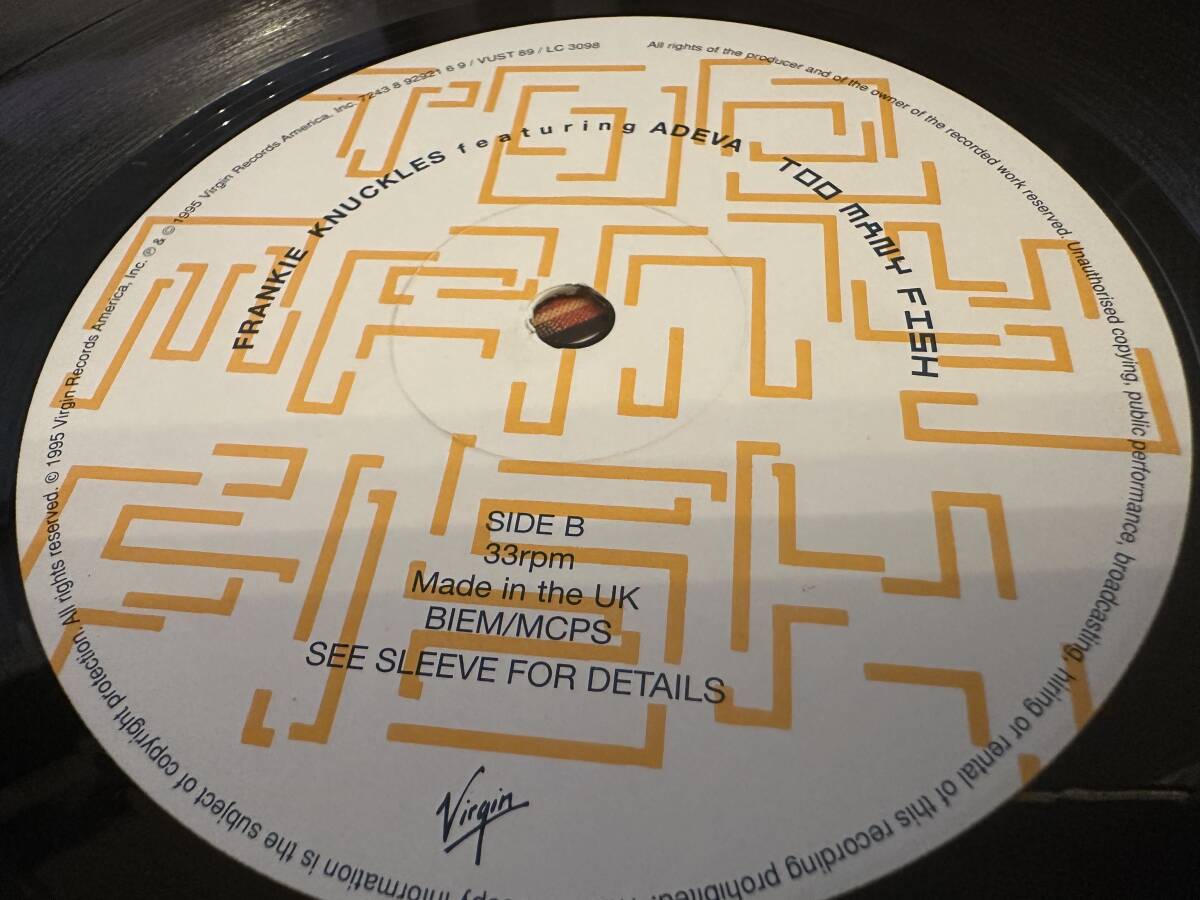 FRANKIE KNUCKLES featuring ADEVA TOO MANY FISH
SIDE B
33rpm
Made in the UK
BIEM/MCPS
SEE SLEEVE FOR DETAILS
Virgin
information is the subject of copyright protection. All rights reserved. © 1995 Virgin Records America, Inc. ℗ & © 1995 Virgin Records America, Inc. 7243 8 92921 6 9 / VUST 89 / LC 3098
All rights of the producer and of the owner of the recorded work reserved. Unauthorised copying, public performance, broadcasting, hiring or rental of this recording prohibited.